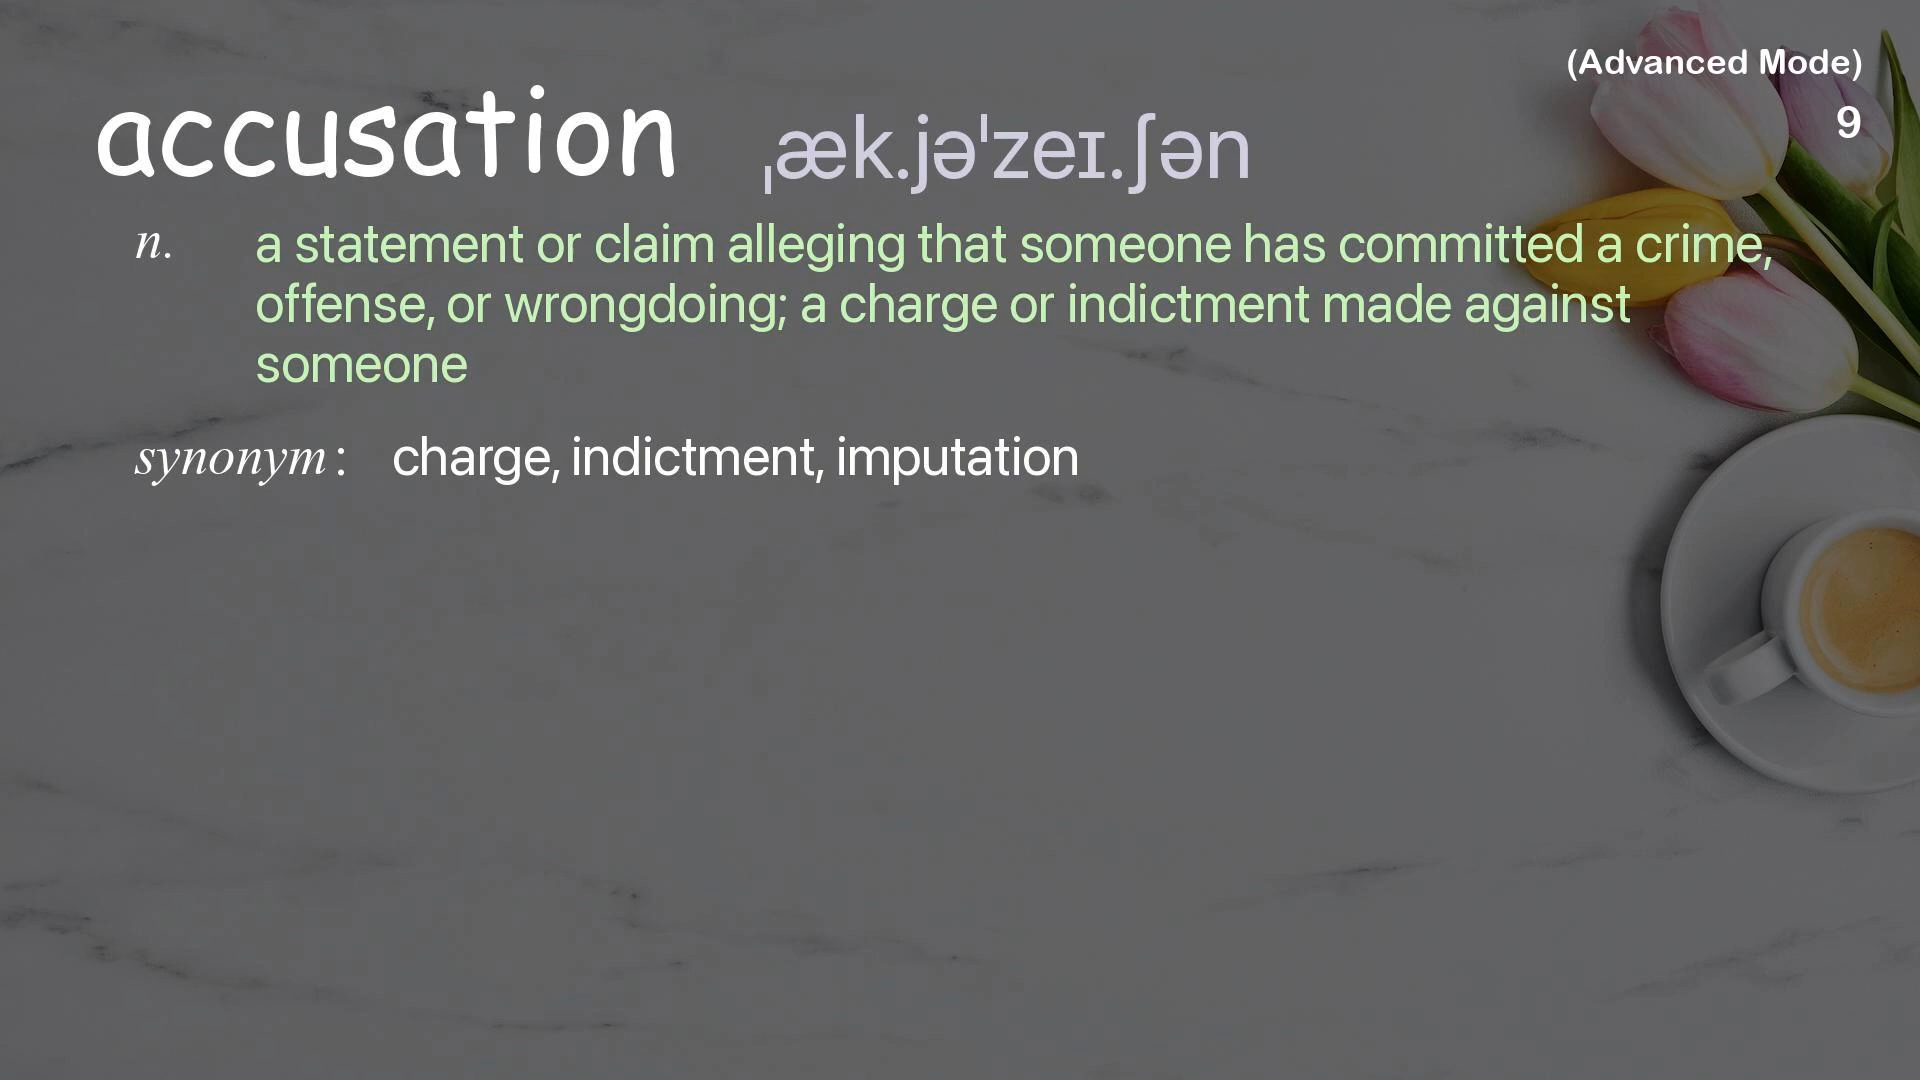 (Advanced Mode)
accusation ˌæk.jəˈzeɪ.ʃən
9
n. a statement or claim alleging that someone has committed a crime,
offense, or wrongdoing; a charge or indictment made against
someone
synonym: charge, indictment, imputation